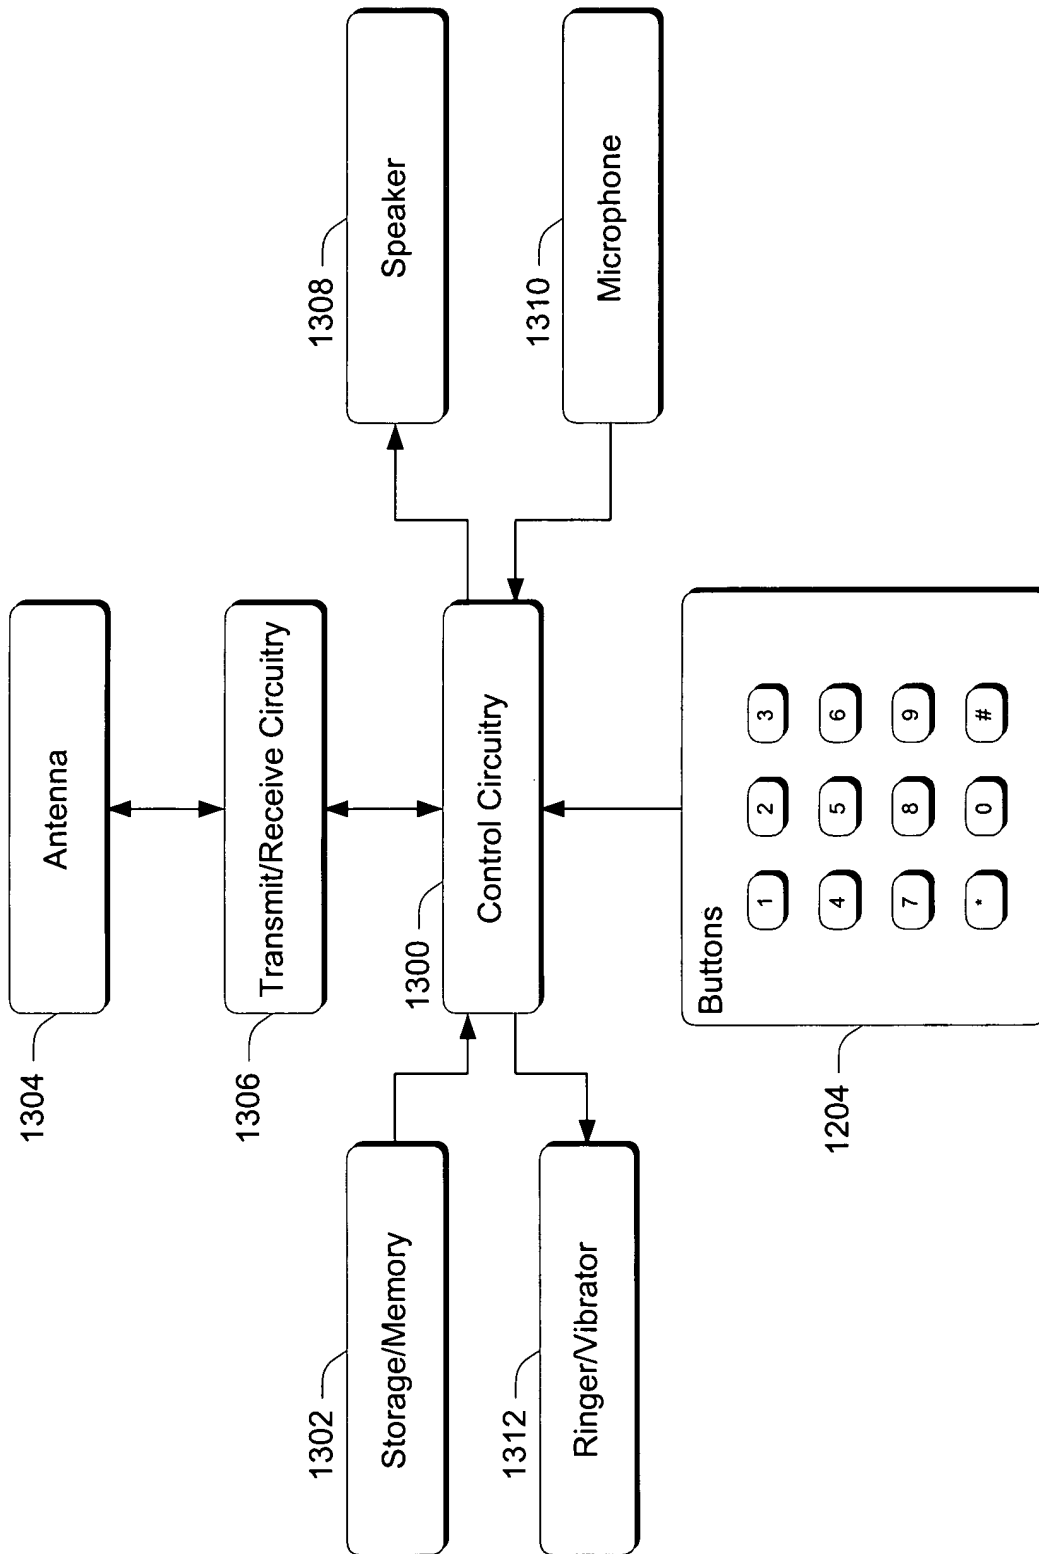 1304
Antenna
1306
Transmit/Receive Circuitry
1302
Storage/Memory
1308
Speaker
1300
Control Circuitry
1312
Ringer/Vibrator
1310
Microphone
1204
Buttons
1 2 3
4 5 6
7 8 9
* 0 #